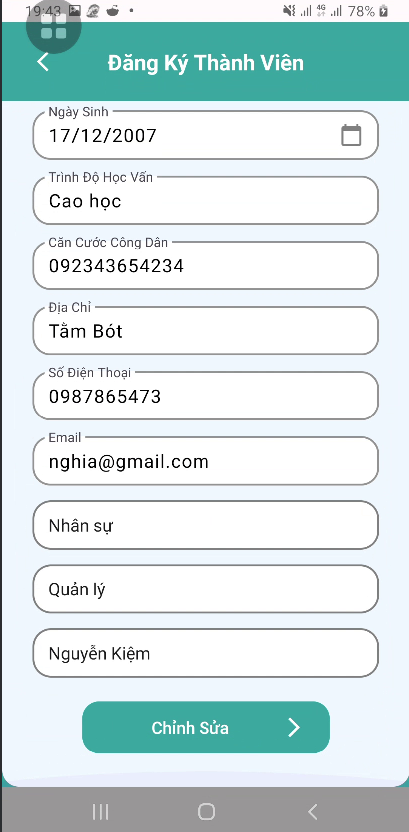 19:43
4G
78%
Đăng Ký Thành Viên
Ngày Sinh
17/12/2007
Trình Độ Học Vấn
Cao học
Căn Cước Công Dân
092343654234
Địa Chỉ
Tằm Bót
Số Điện Thoại
0987865473
Email
nghia@gmail.com
Nhân sự
Quản lý
Nguyễn Kiệm
Chỉnh Sửa